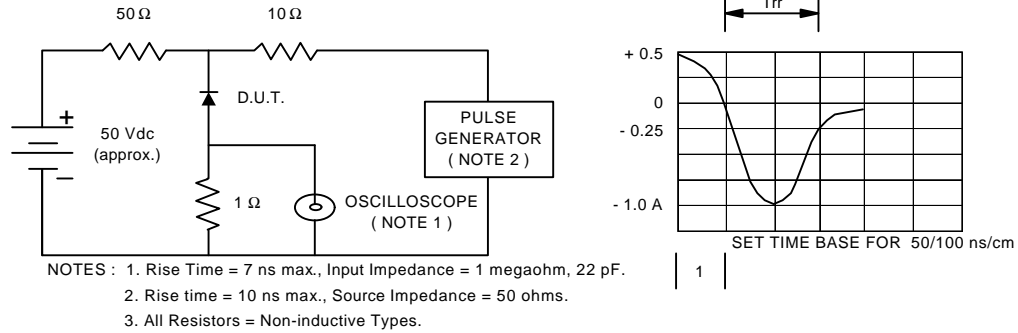 50 Ω
10 Ω
Trr
+ 0.5
D.U.T.
+
50 Vdc
(approx.)
−
PULSE
GENERATOR
( NOTE 2 )
0
- 0.25
1 Ω
OSCILLOSCOPE
( NOTE 1 )
- 1.0 A
SET TIME BASE FOR 50/100 ns/cm
1
NOTES : 1. Rise Time = 7 ns max., Input Impedance = 1 megaohm, 22 pF.
2. Rise time = 10 ns max., Source Impedance = 50 ohms.
3. All Resistors = Non-inductive Types.